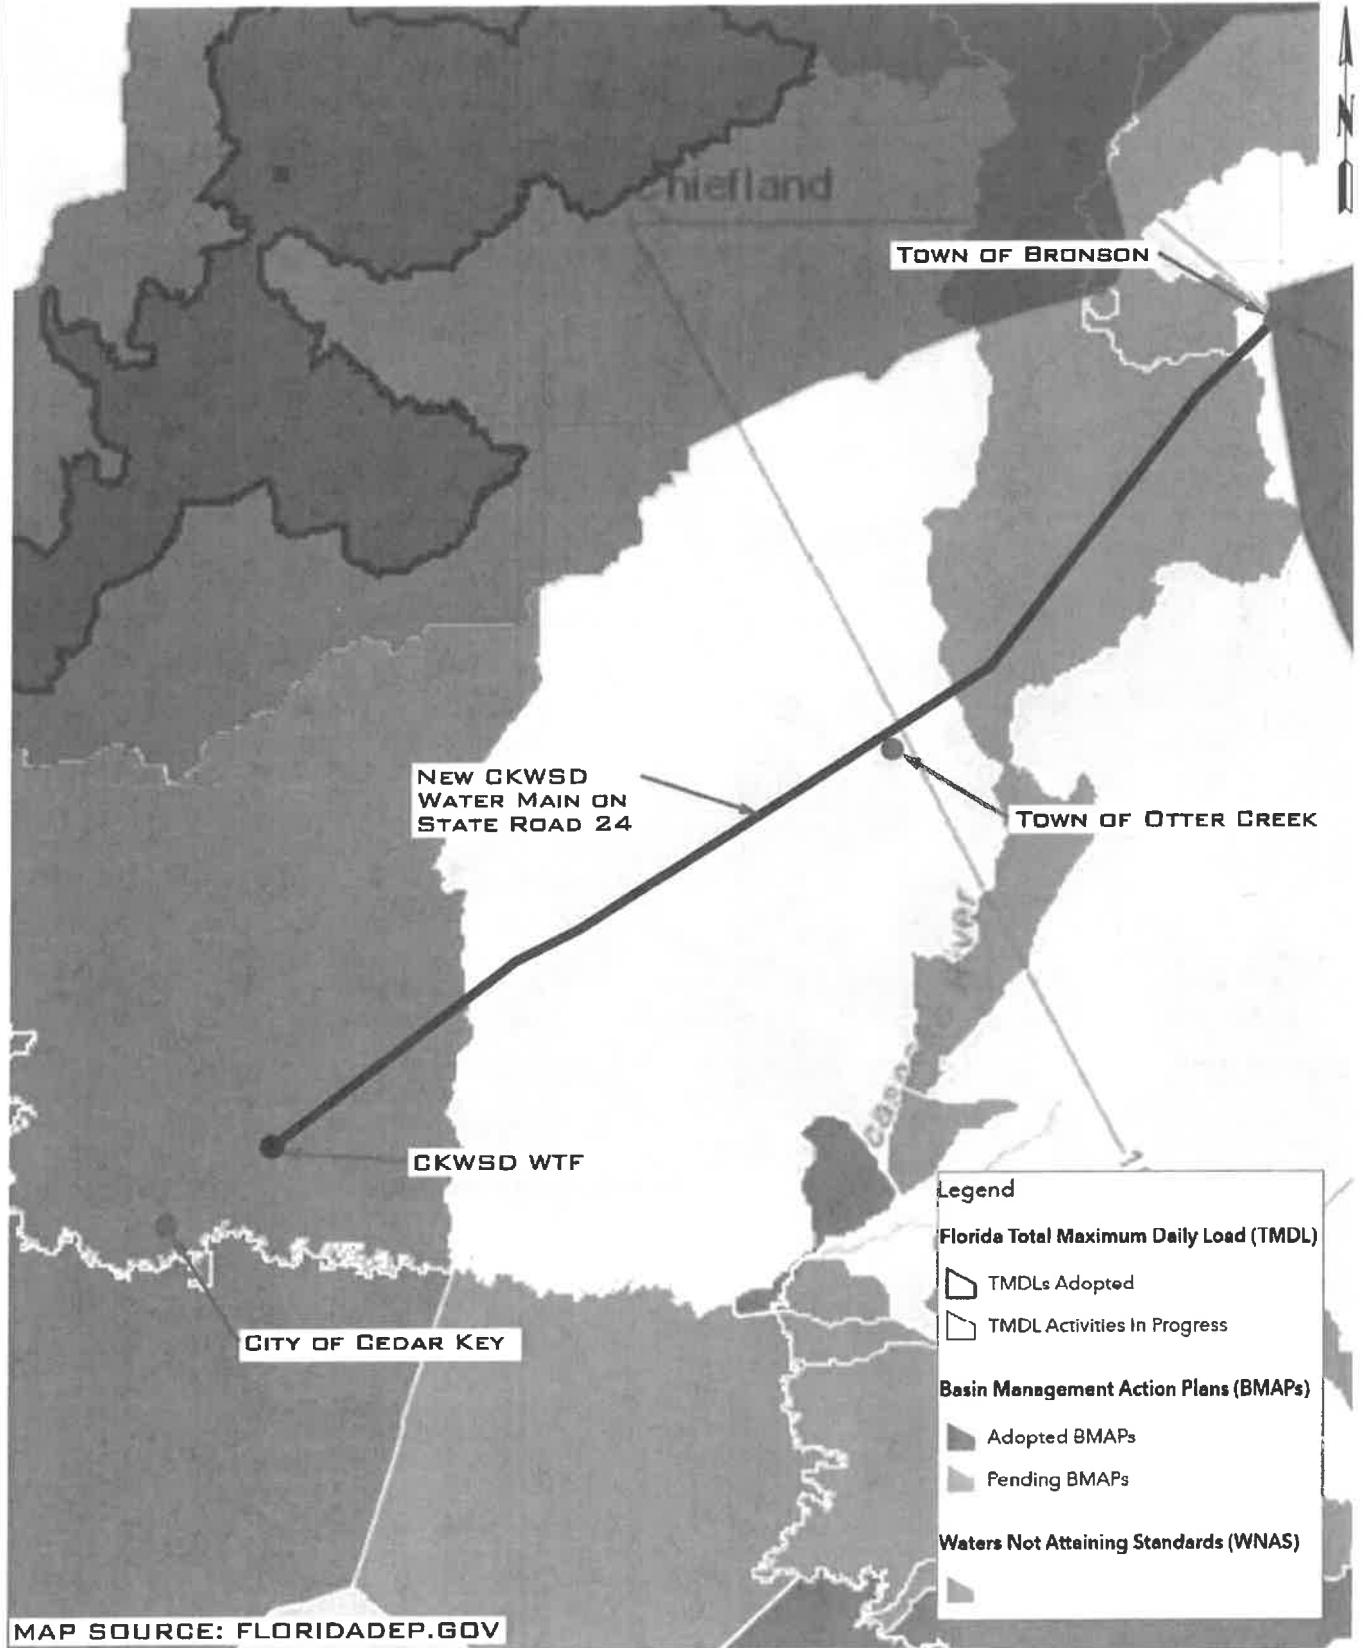 N
Chiefland
TOWN OF BRONSON
NEW CKWSD
WATER MAIN ON
STATE ROAD 24
TOWN OF OTTER CREEK
River
CKWSD WTF
CITY OF CEDAR KEY
Legend
Florida Total Maximum Daily Load (TMDL)
TMDLs Adopted
TMDL Activities In Progress
Basin Management Action Plans (BMAPs)
Adopted BMAPs
Pending BMAPs
Waters Not Attaining Standards (WNAS)
MAP SOURCE: FLORIDADEP.GOV